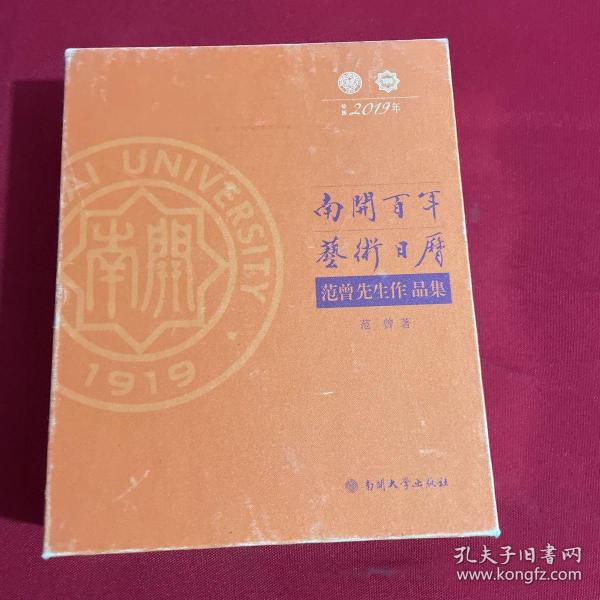 公曆 2019年
南開百年
藝術日曆
范曾先生作品集
范 曾 著
南開大學出版社
KAI UNIVERSITY
南開
1919
孔夫子旧书网
www.kongfz.com